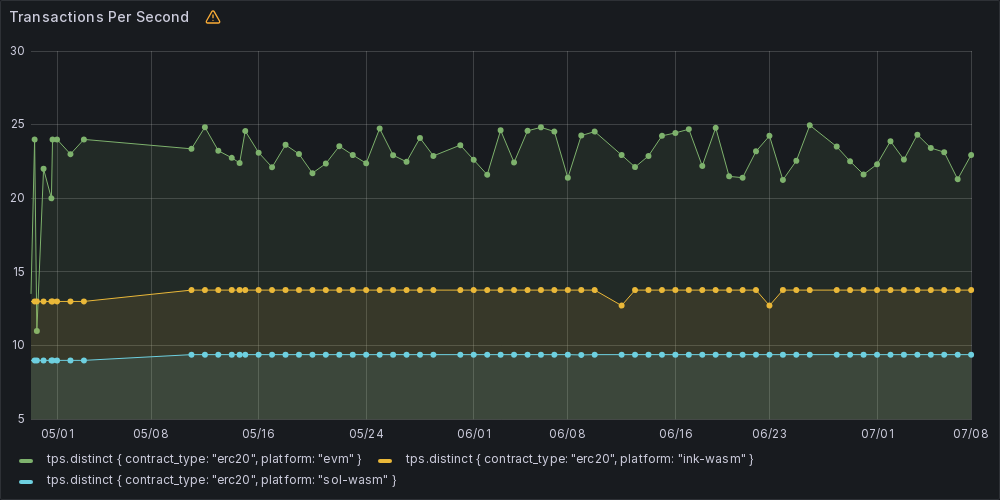 Transactions Per Second
30
25
20
15
10
5
05/01 05/08 05/16 05/24 06/01 06/08 06/16 06/23 07/01 07/08
tps.distinct { contract_type: "erc20", platform: "evm" } tps.distinct { contract_type: "erc20", platform: "ink-wasm" }
tps.distinct { contract_type: "erc20", platform: "sol-wasm" }